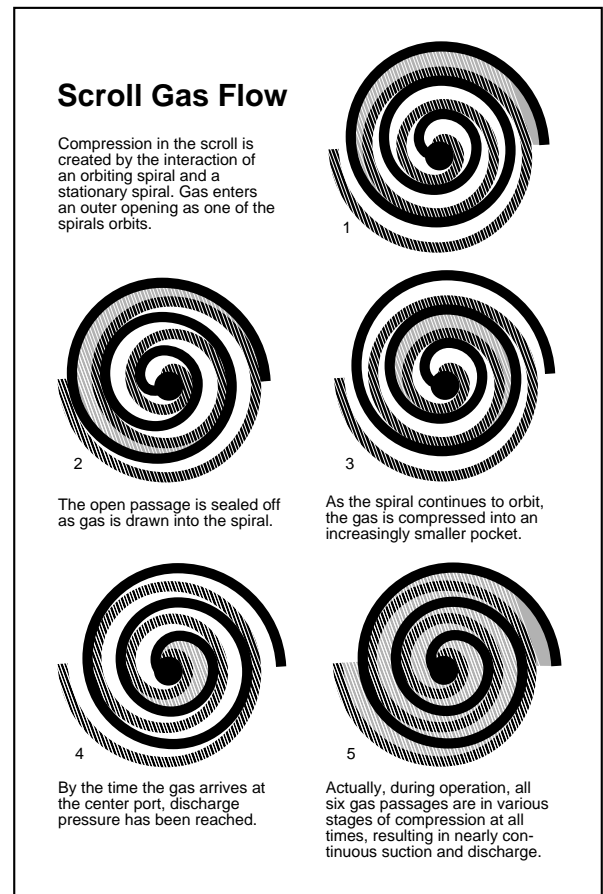 Scroll Gas Flow
Compression in the scroll is
created by the interaction of
an orbiting spiral and a
stationary spiral. Gas enters
an outer opening as one of the
spirals orbits.
1
2
The open passage is sealed off
as gas is drawn into the spiral.
3
As the spiral continues to orbit,
the gas is compressed into an
increasingly smaller pocket.
4
By the time the gas arrives at
the center port, discharge
pressure has been reached.
5
Actually, during operation, all
six gas passages are in various
stages of compression at all
times, resulting in nearly con-
tinuous suction and discharge.